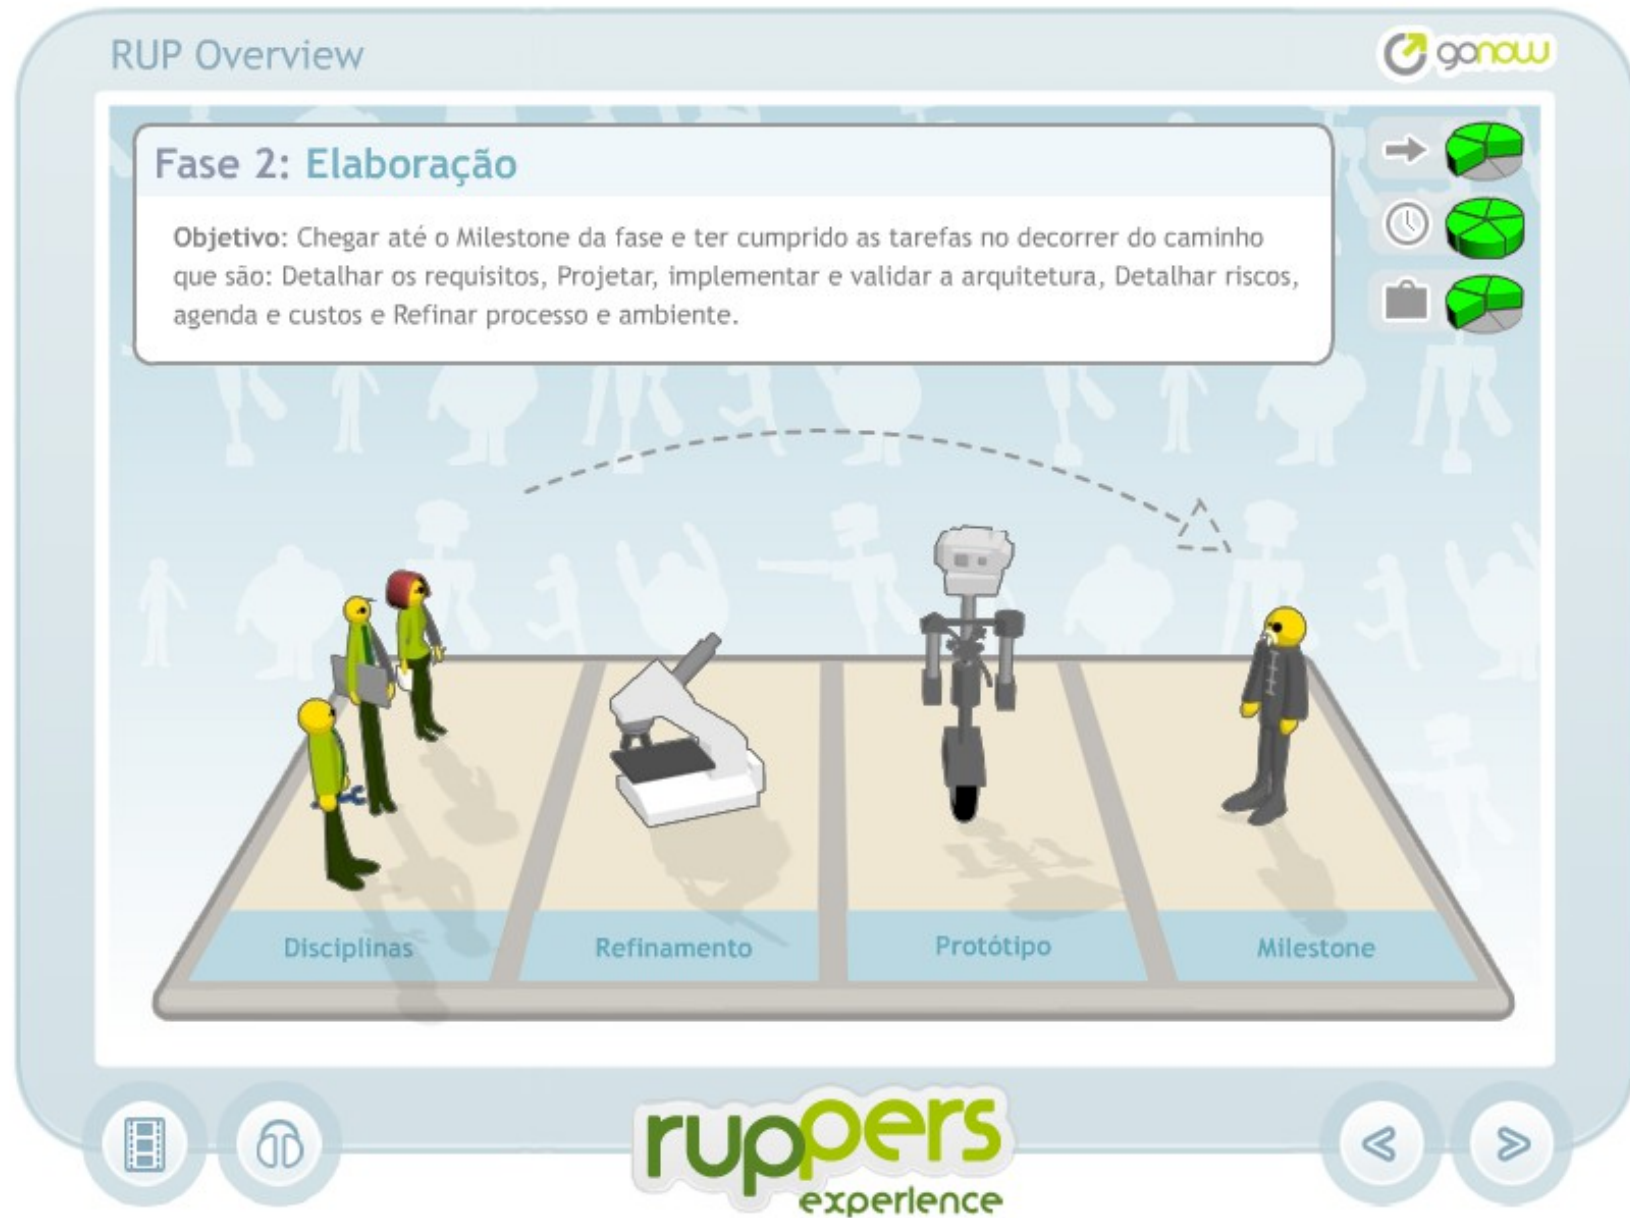 RUP Overview
gonow
Fase 2: Elaboração
Objetivo: Chegar até o Milestone da fase e ter cumprido as tarefas no decorrer do caminho
que são: Detalhar os requisitos, Projetar, implementar e validar a arquitetura, Detalhar riscos,
agenda e custos e Refinar processo e ambiente.
Disciplinas
Refinamento
Protótipo
Milestone
ruppers
experience